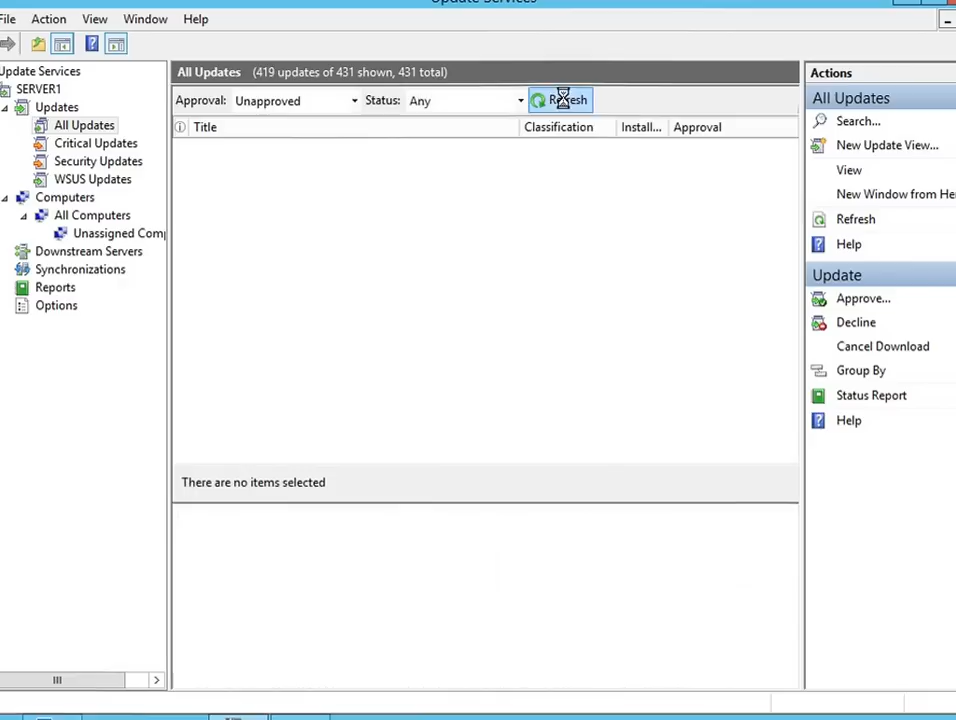 Update Services
File Action View Window Help
Update Services
SERVER1
Updates
All Updates
Critical Updates
Security Updates
WSUS Updates
Computers
All Computers
Unassigned Com
Downstream Servers
Synchronizations
Reports
Options
All Updates (419 updates of 431 shown, 431 total)
Approval: Unapproved Status: Any Refresh
Title Classification Install... Approval
There are no items selected
Actions
All Updates
Search...
New Update View...
View
New Window from He
Refresh
Help
Update
Approve...
Decline
Cancel Download
Group By
Status Report
Help